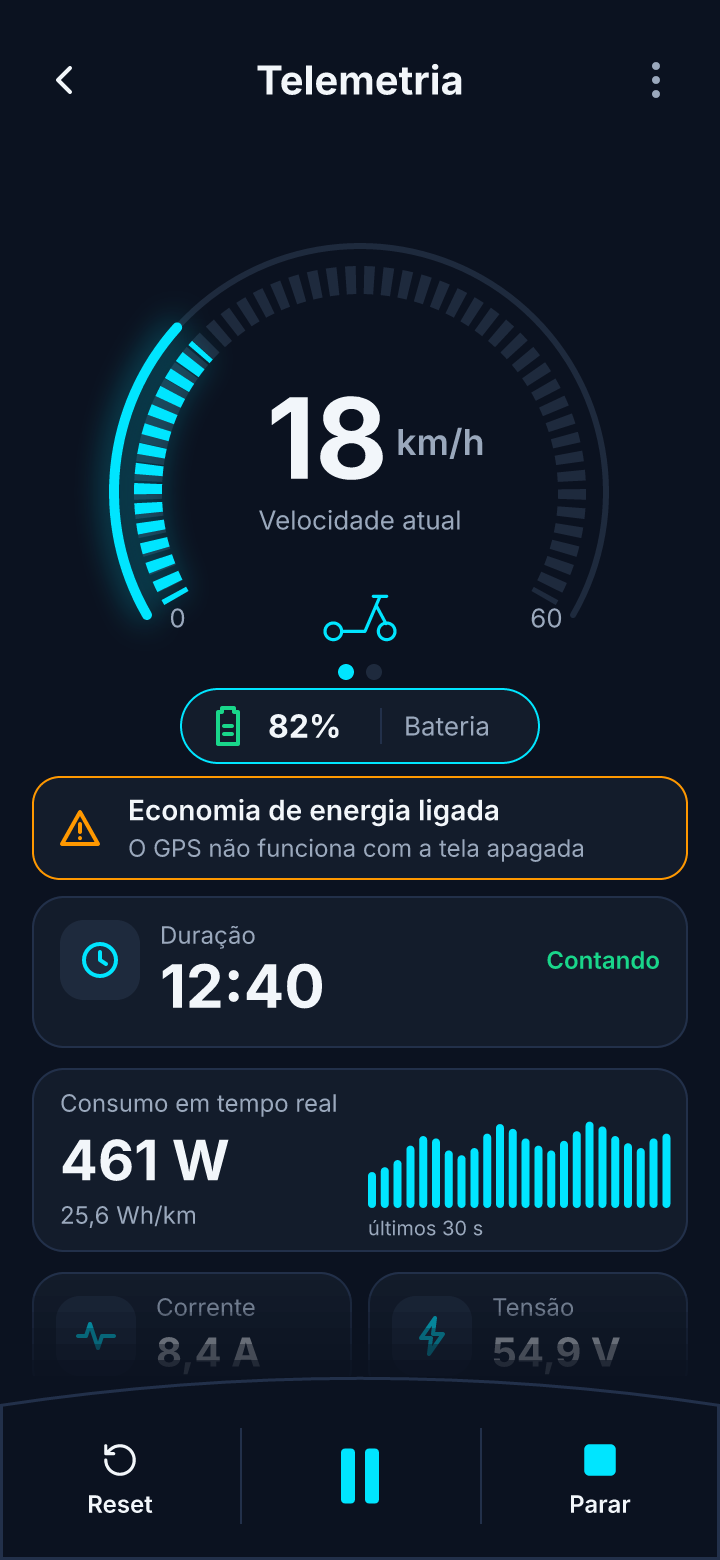 Telemetria
18 km/h
Velocidade atual
0
60
82%
Bateria
Economia de energia ligada
O GPS não funciona com a tela apagada
Duração
12:40
Contando
Consumo em tempo real
461 W
25,6 Wh/km
últimos 30 s
Corrente
8,4 A
Tensão
54,9 V
Reset
Parar